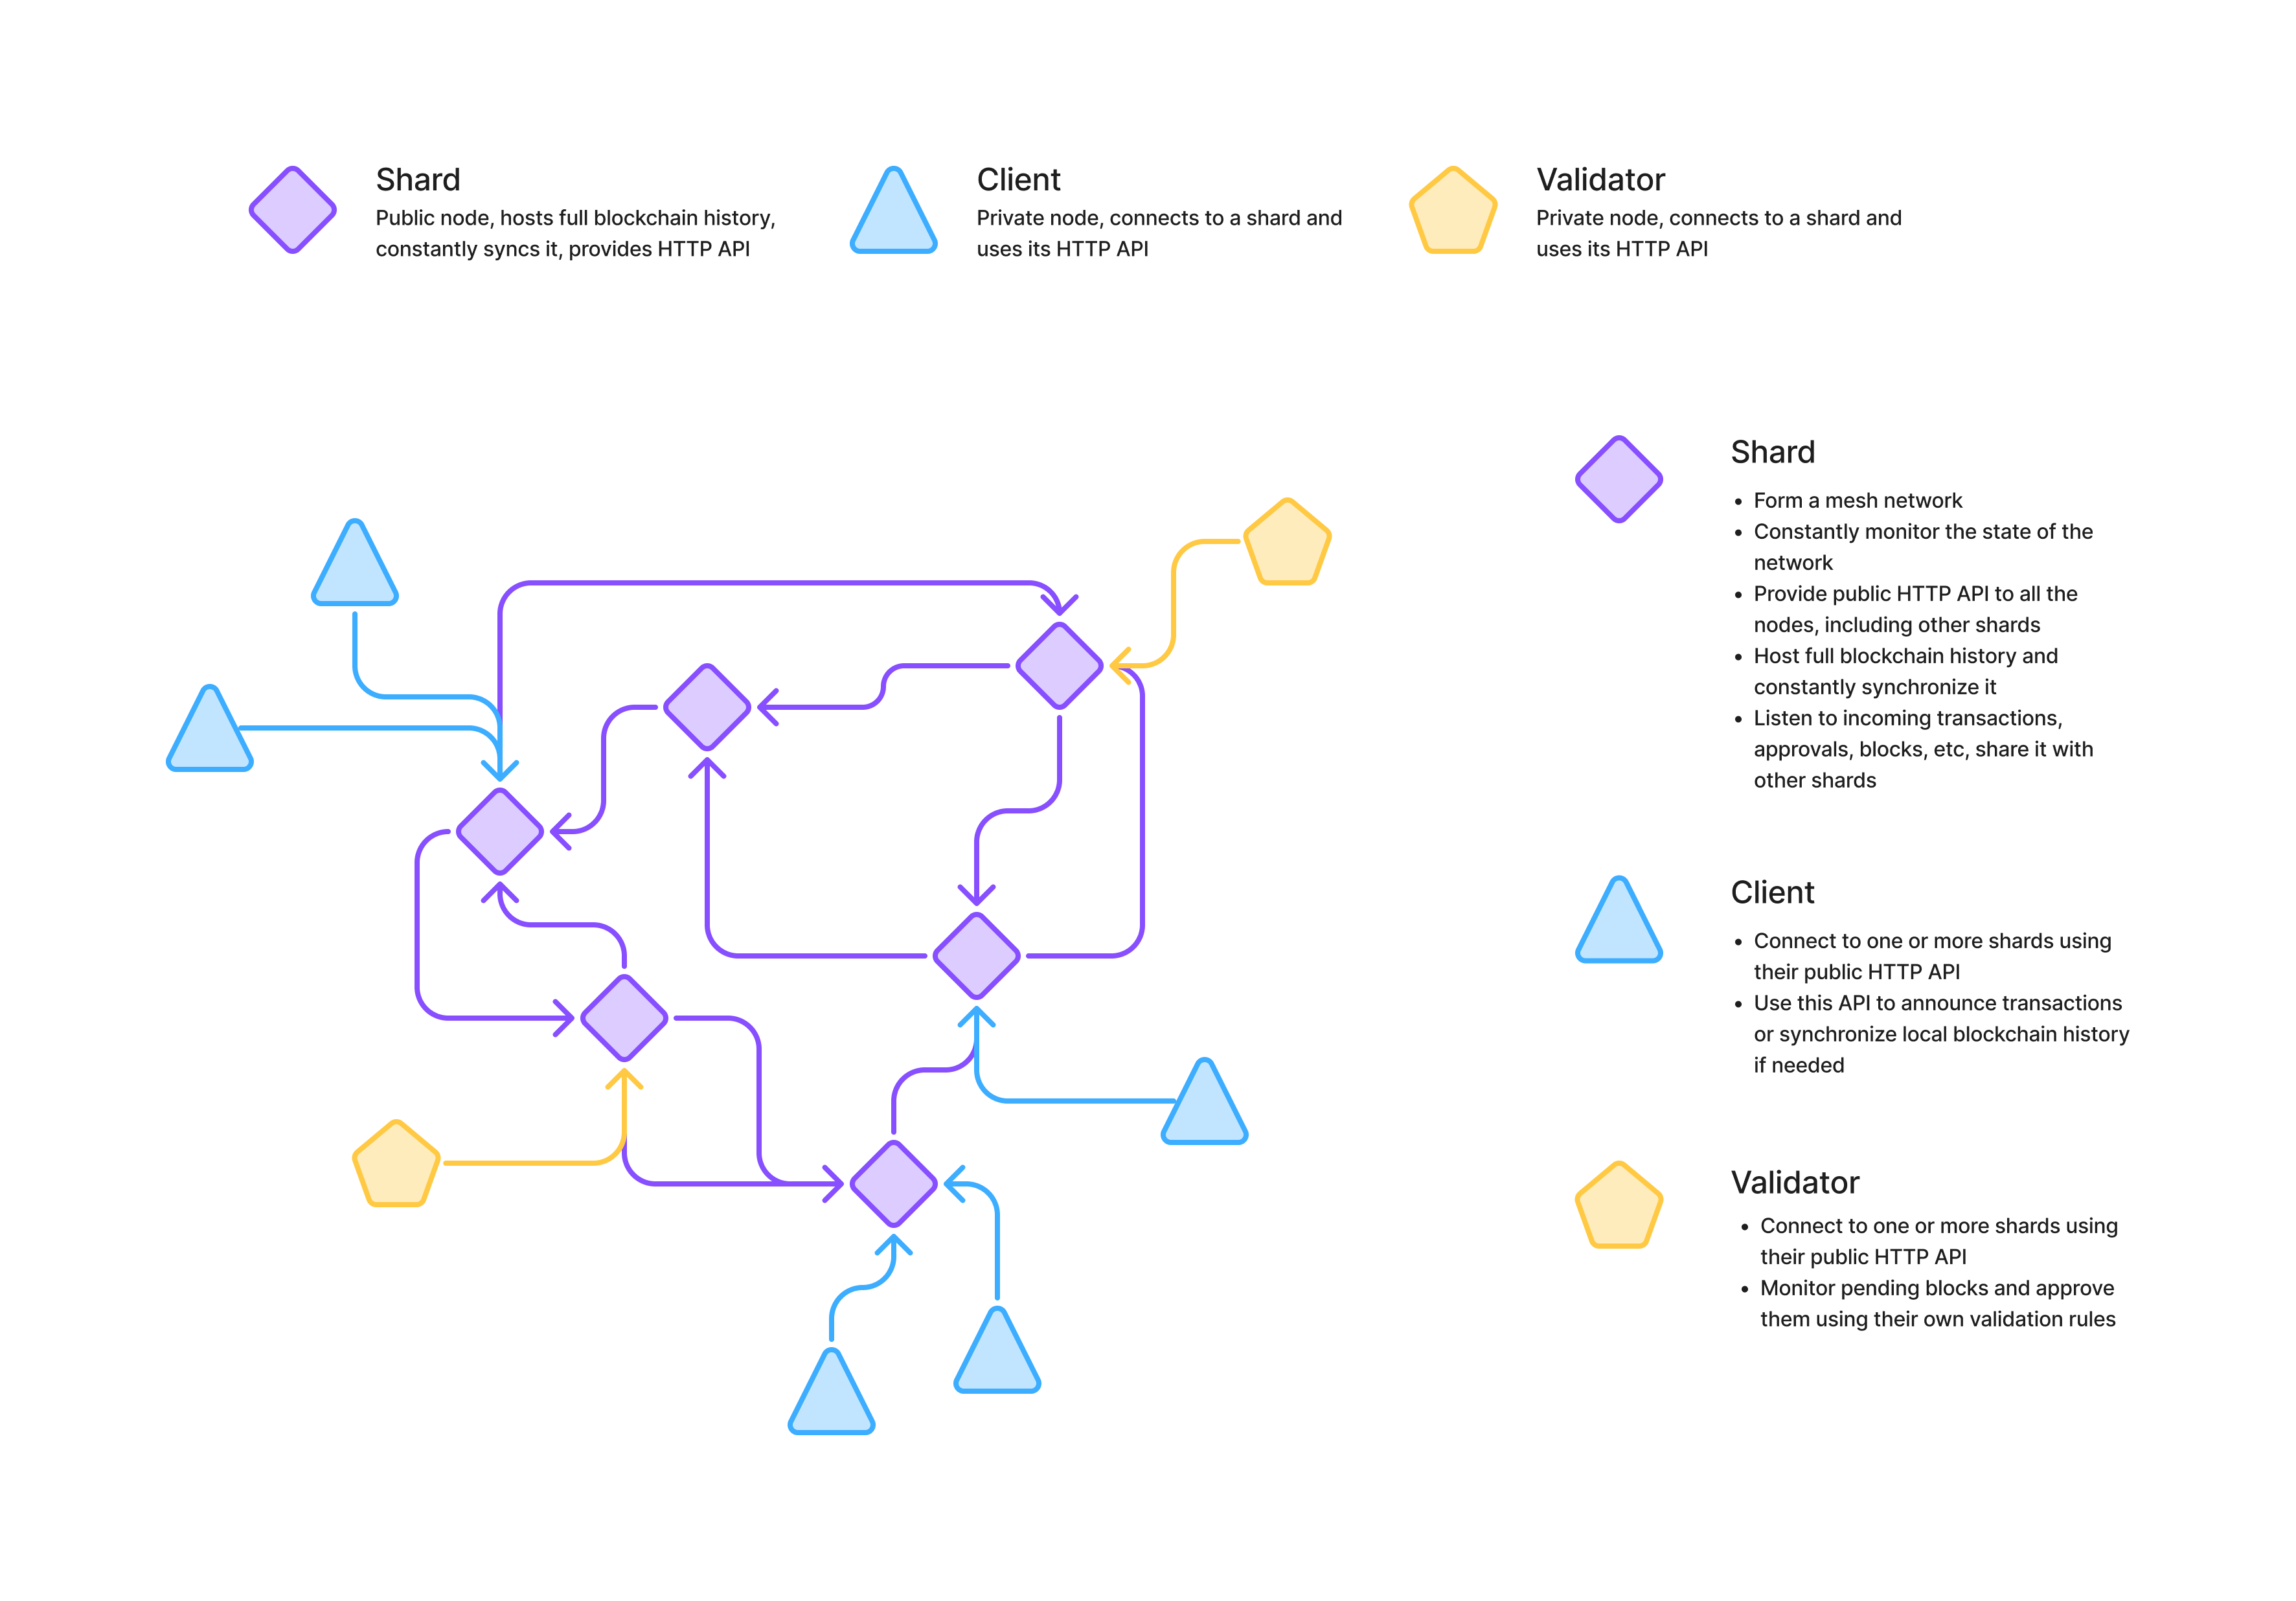 Shard
Public node, hosts full blockchain history,
constantly syncs it, provides HTTP API
Client
Private node, connects to a shard and
uses its HTTP API
Validator
Private node, connects to a shard and
uses its HTTP API
Shard
• Form a mesh network
• Constantly monitor the state of the
network
• Provide public HTTP API to all the
nodes, including other shards
• Host full blockchain history and
constantly synchronize it
• Listen to incoming transactions,
approvals, blocks, etc, share it with
other shards
Client
• Connect to one or more shards using
their public HTTP API
• Use this API to announce transactions
or synchronize local blockchain history
if needed
Validator
• Connect to one or more shards using
their public HTTP API
• Monitor pending blocks and approve
them using their own validation rules